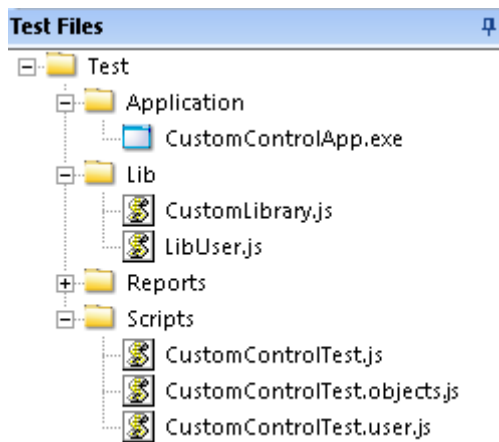 Test Files
Test
Application
CustomControlApp.exe
Lib
CustomLibrary.js
LibUser.js
Reports
Scripts
CustomControlTest.js
CustomControlTest.objects.js
CustomControlTest.user.js